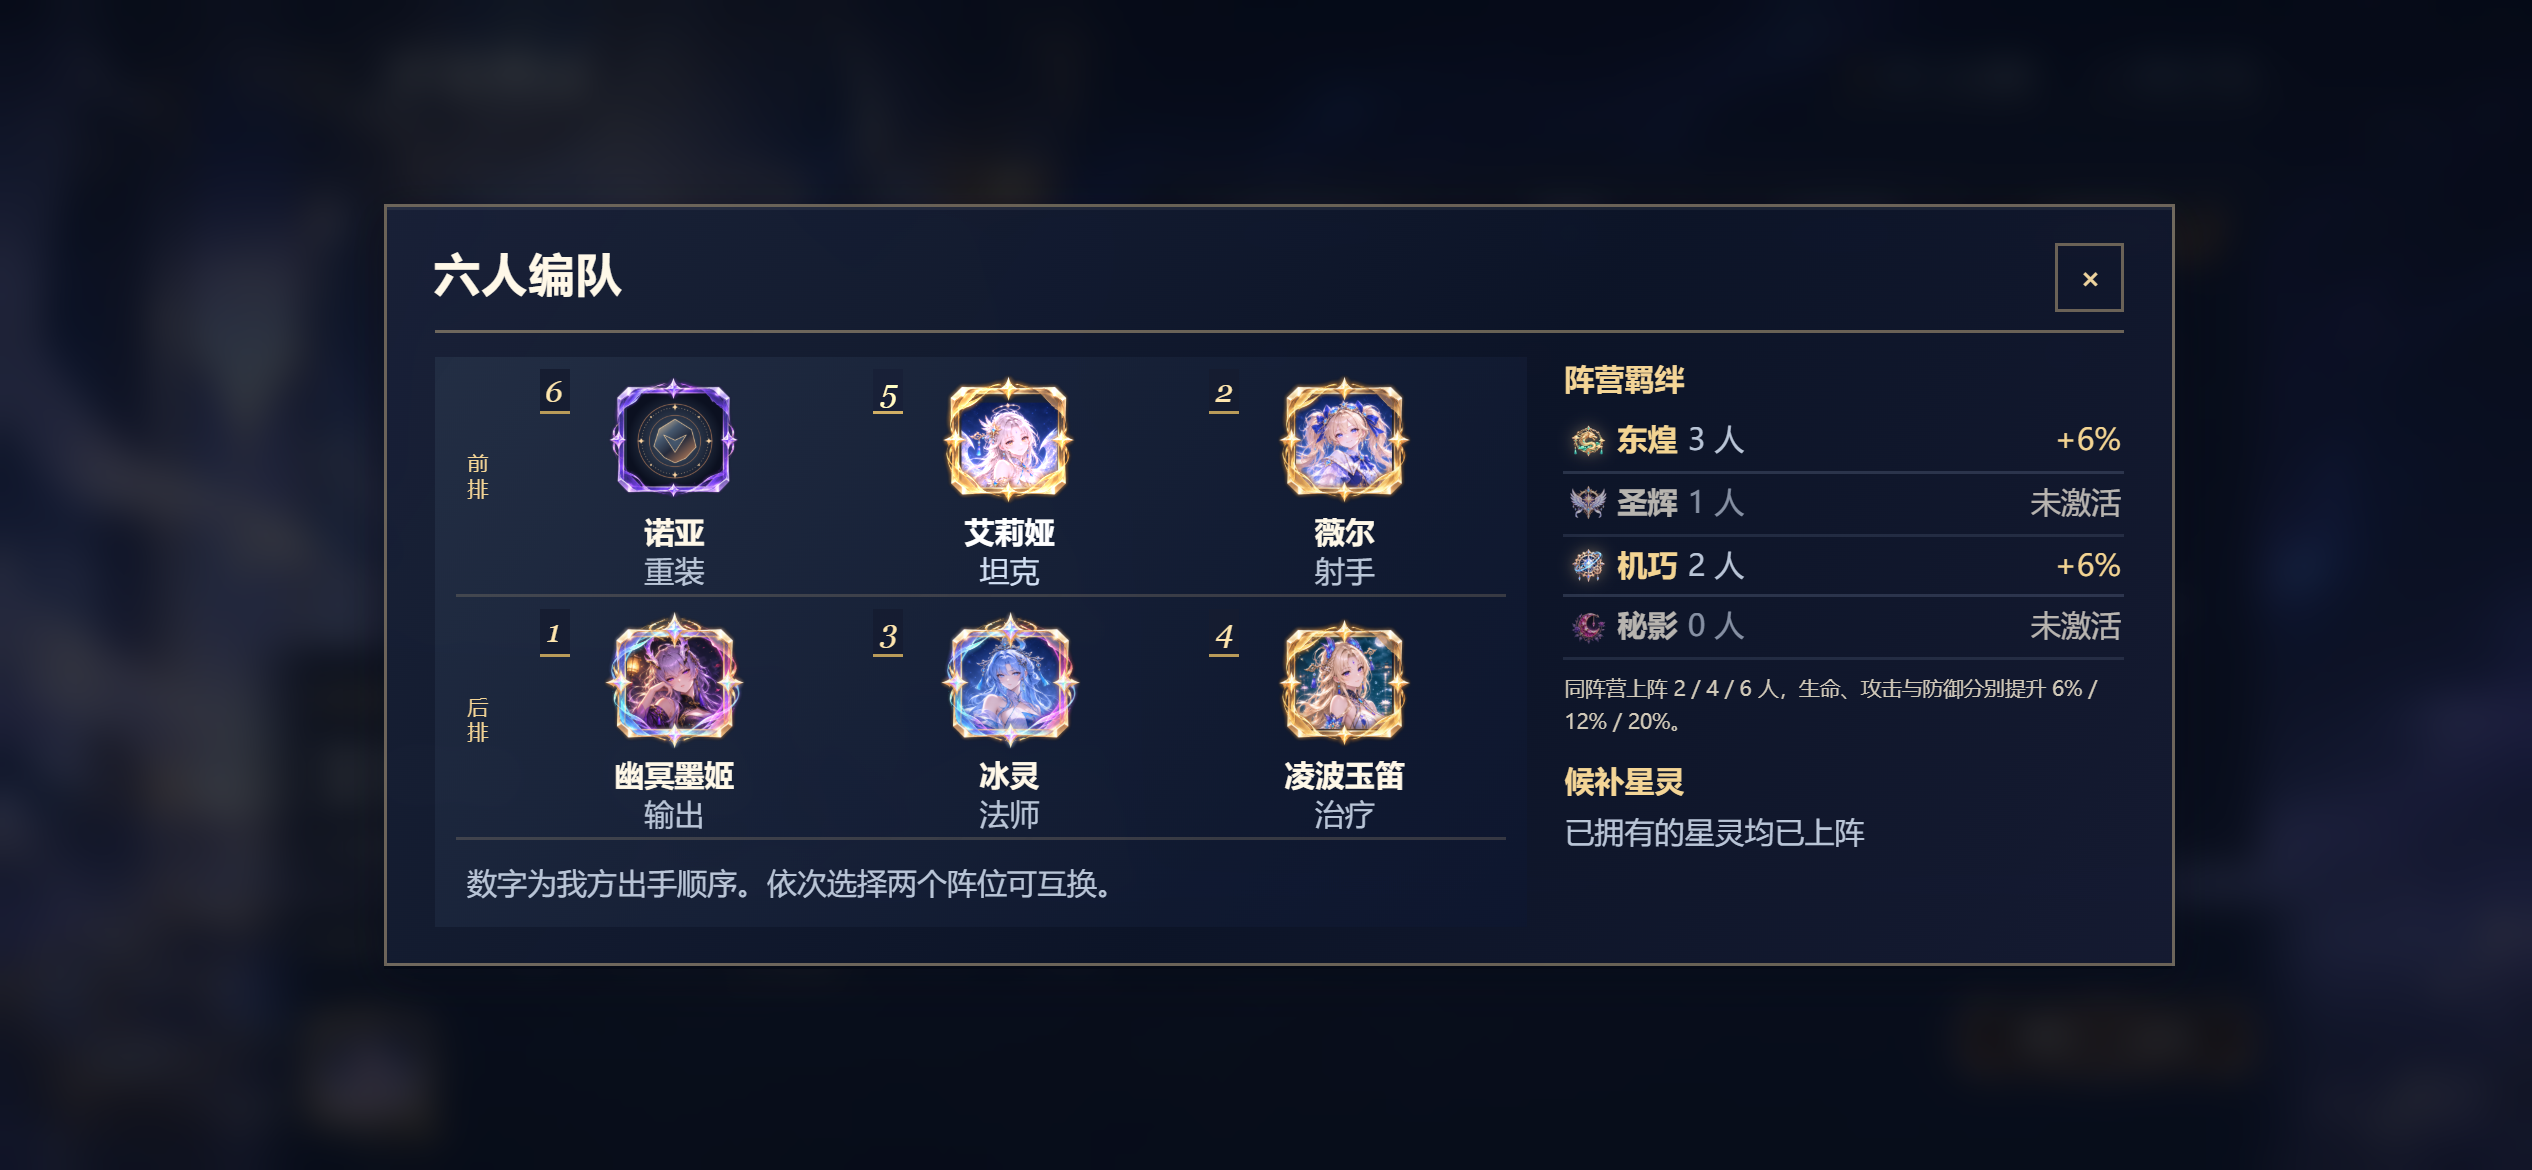 六人编队
×
前排
6
诺亚
重装
5
艾莉娅
坦克
2
薇尔
射手
后排
1
幽冥墨姬
输出
3
冰灵
法师
4
凌波玉笛
治疗
数字为我方出手顺序。依次选择两个阵位可互换。
阵营羁绊
东煌 3 人 +6%
圣辉 1 人 未激活
机巧 2 人 +6%
秘影 0 人 未激活
同阵营上阵 2 / 4 / 6 人，生命、攻击与防御分别提升 6% /
12% / 20%。
候补星灵
已拥有的星灵均已上阵